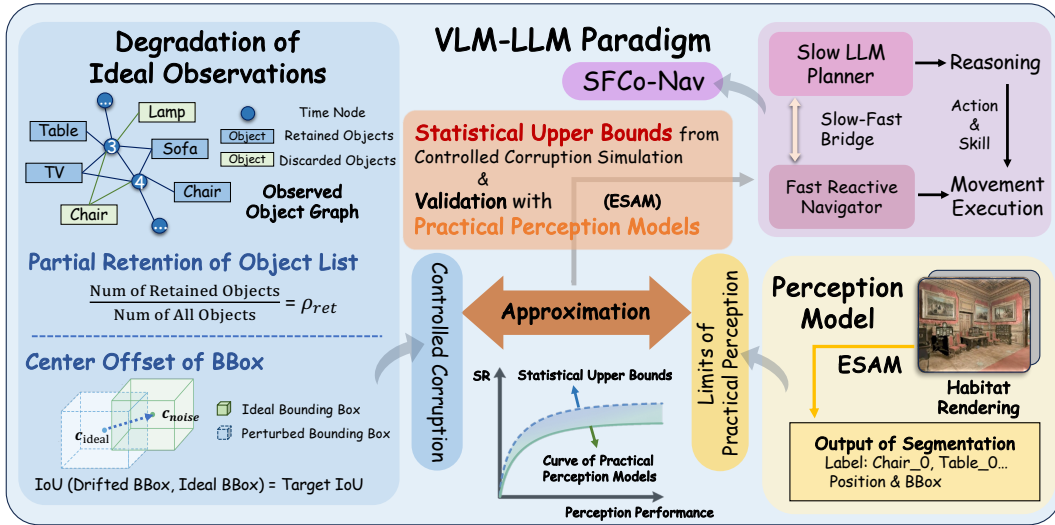 Degradation of
Ideal Observations
...
Lamp
Table
3
Sofa
TV
4
Chair
Chair
...
Time Node
Object
Retained Objects
Object
Discarded Objects
Observed
Object Graph
Partial Retention of Object List
Num of Retained Objects
Num of All Objects
= ρret
Center Offset of BBox
cideal
cnoise
Ideal Bounding Box
Perturbed Bounding Box
IoU (Drifted BBox, Ideal BBox) = Target IoU
VLM-LLM Paradigm
SFCo-Nav
Statistical Upper Bounds from
Controlled Corruption Simulation
&
Validation with (ESAM)
Practical Perception Models
Controlled Corruption
Approximation
Limits of
Practical Perception
SR
Statistical Upper Bounds
Curve of Practical
Perception Models
Perception Performance
Slow LLM
Planner
Reasoning
Slow-Fast
Bridge
Action
&
Skill
Fast Reactive
Navigator
Movement
Execution
Perception
Model
ESAM
Habitat
Rendering
Output of Segmentation
Label: Chair_0, Table_0...
Position & BBox